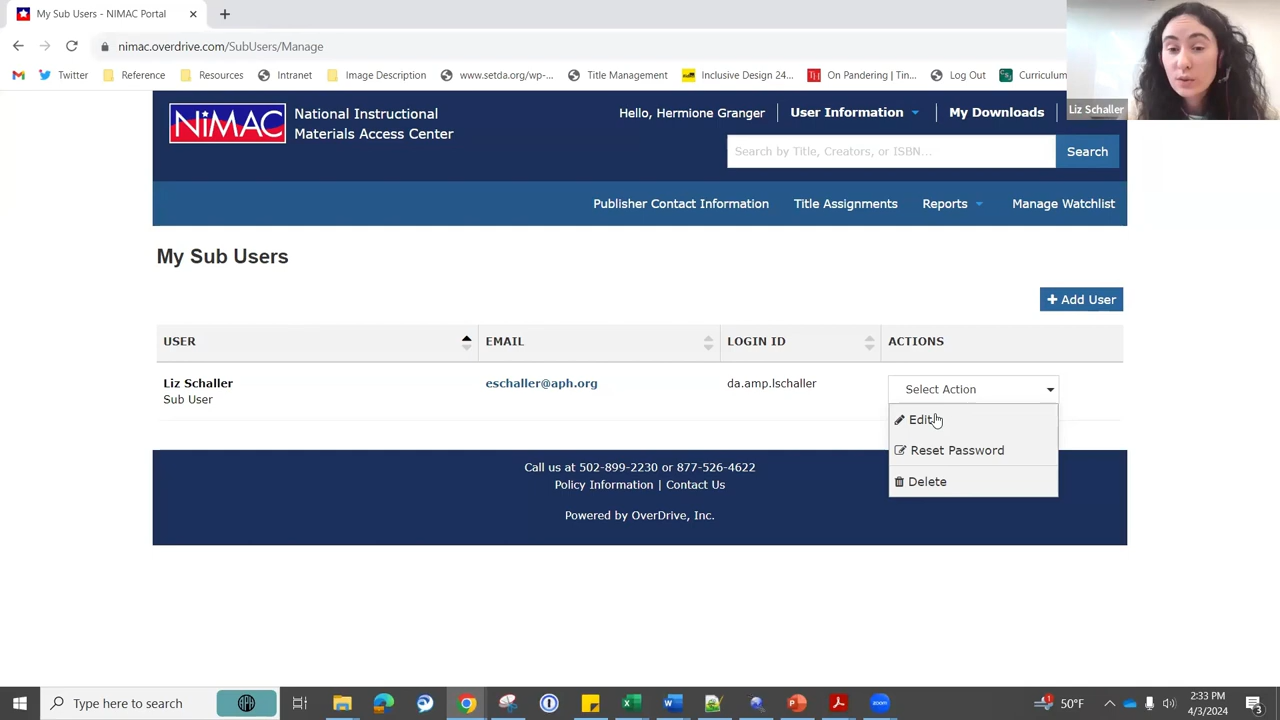 My Sub Users - NIMAC Portal
nimac.overdrive.com/SubUsers/Manage
Twitter
Reference
Resources
Intranet
Image Description
www.setda.org/wp-...
Title Management
Inclusive Design 24...
On Pandering | Tin...
Log Out
Curriculum
Liz Schaller
NIMAC
National Instructional
Materials Access Center
Hello, Hermione Granger
User Information
My Downloads
Search by Title, Creators, or ISBN...
Search
Publisher Contact Information
Title Assignments
Reports
Manage Watchlist
My Sub Users
+ Add User
USER
EMAIL
LOGIN ID
ACTIONS
Liz Schaller
Sub User
eschaller@aph.org
da.amp.lschaller
Select Action
Edit
Reset Password
Delete
Call us at 502-899-2230 or 877-526-4622
Policy Information | Contact Us
Powered by OverDrive, Inc.
Type here to search
zoom
1
50°F
2:33 PM
4/3/2024
3